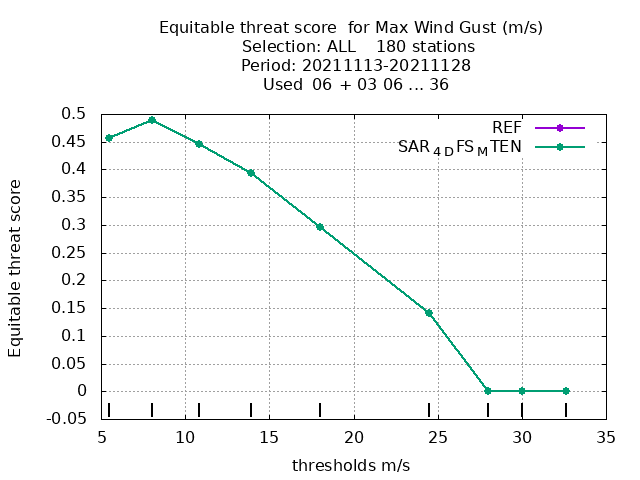 Equitable threat score for Max Wind Gust (m/s)
Selection: ALL 180 stations
Period: 20211113-20211128
Used 06 + 03 06 ... 36
REF
SAR4DFSMTEN
Equitable threat score
0.5
0.45
0.4
0.35
0.3
0.25
0.2
0.15
0.1
0.05
0
-0.05
5 10 15 20 25 30 35
thresholds m/s